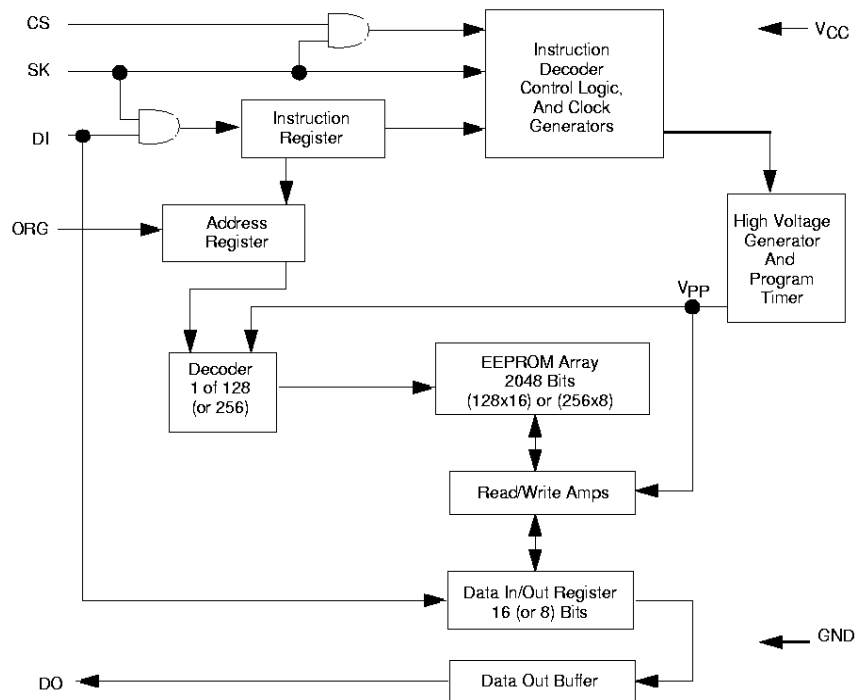 CS
SK
DI
ORG
Instruction
Decoder
Control Logic,
And Clock
Generators
VCC
Instruction
Register
Address
Register
High Voltage
Generator
And
Program
Timer
VPP
Decoder
1 of 128
(or 256)
EEPROM Array
2048 Bits
(128x16) or (256x8)
Read/Write Amps
Data In/Out Register
16 (or 8) Bits
GND
DO
Data Out Buffer